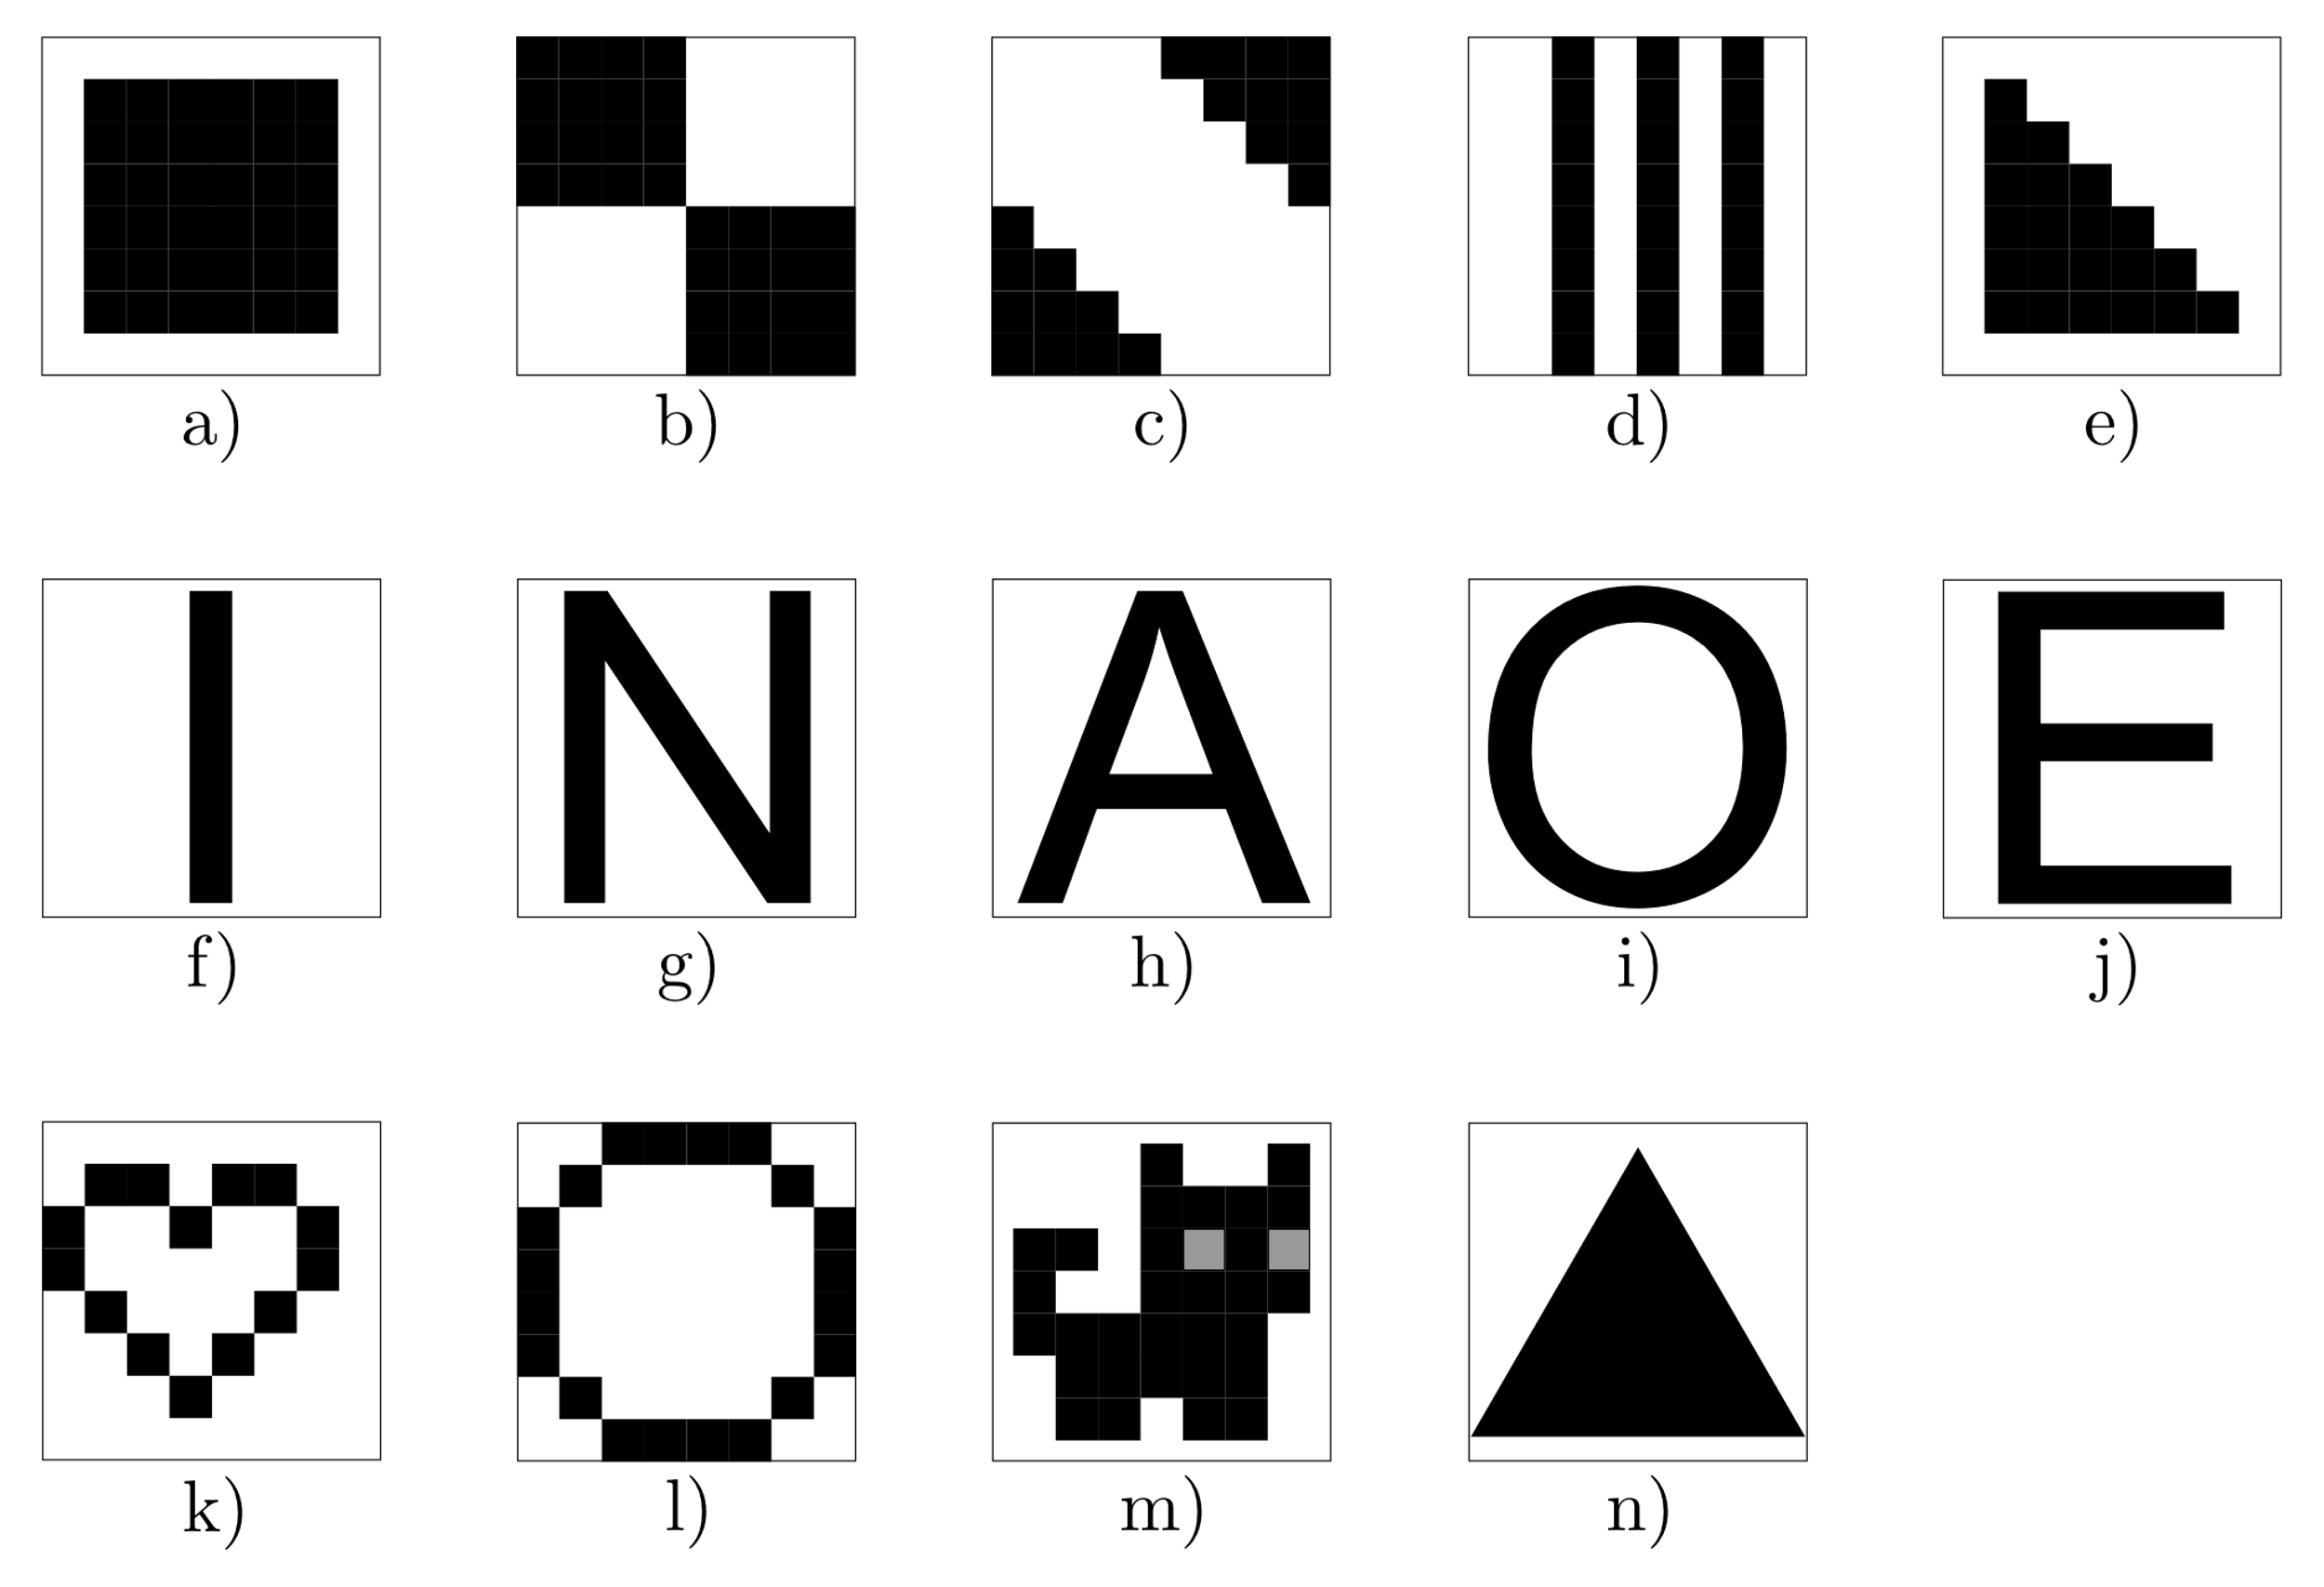 a) b) c) d) e)
I N A O E
f) g) h) i) j)
k) l) m) n)